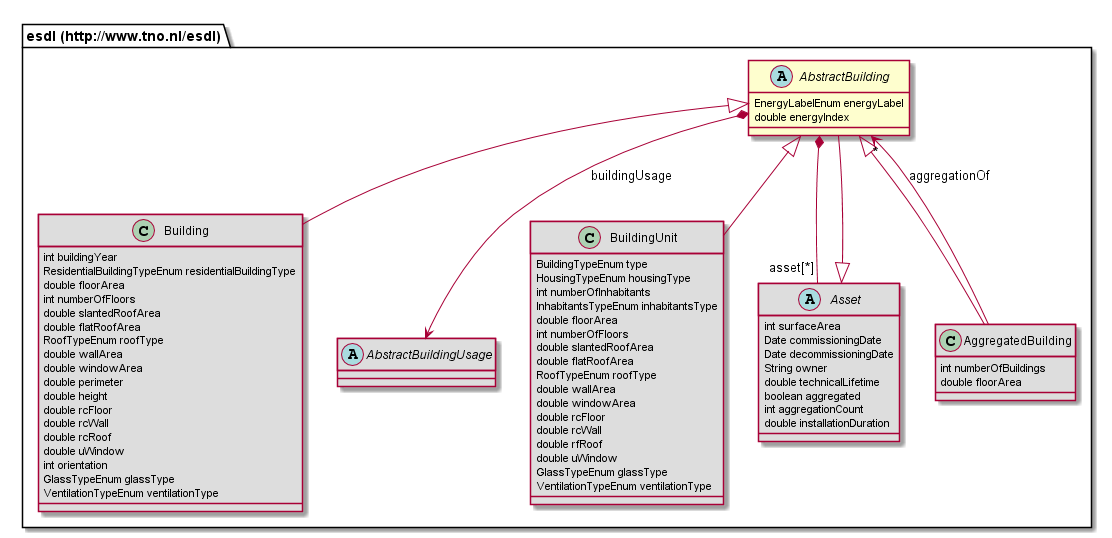 esdl (http://www.tno.nl/esdl)
A AbstractBuilding
EnergyLabelEnum energyLabel
double energyIndex
buildingUsage
aggregationOf
*
asset[*]
C Building
int buildingYear
ResidentialBuildingTypeEnum residentialBuildingType
double floorArea
int numberOfFloors
double slantedRoofArea
double flatRoofArea
RoofTypeEnum roofType
double wallArea
double windowArea
double perimeter
double height
double rcFloor
double rcWall
double rcRoof
double uWindow
int orientation
GlassTypeEnum glassType
VentilationTypeEnum ventilationType
A AbstractBuildingUsage
C BuildingUnit
BuildingTypeEnum type
HousingTypeEnum housingType
int numberOfInhabitants
InhabitantsTypeEnum inhabitantsType
double floorArea
int numberOfFloors
double slantedRoofArea
double flatRoofArea
RoofTypeEnum roofType
double wallArea
double windowArea
double rcFloor
double rcWall
double rfRoof
double uWindow
GlassTypeEnum glassType
VentilationTypeEnum ventilationType
A Asset
int surfaceArea
Date commissioningDate
Date decommissioningDate
String owner
double technicalLifetime
boolean aggregated
int aggregationCount
double installationDuration
C AggregatedBuilding
int numberOfBuildings
double floorArea